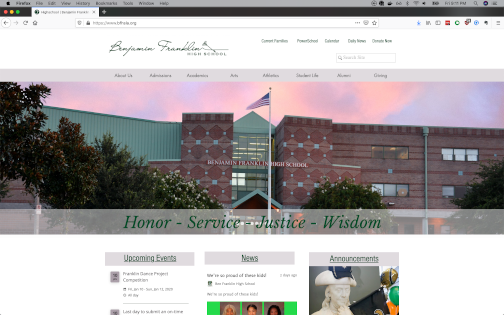 Firefox File Edit View History Bookmarks Tools Window Help
https://www.bfhsla.org
Benjamin Franklin
HIGH SCHOOL
Current Families PowerSchool Calendar Daily News Donate Now
Search Site
About Us Admissions Academics Arts Athletics Student Life Alumni Giving
BENJAMIN FRANKLIN HIGH SCHOOL
Honor - Service - Justice - Wisdom
Upcoming Events
Franklin Dance Project
Competition
Fri, Jan 10 - Sun, Jan 12, 2020
All day
Last day to submit an on-time
News
We're so proud of these kids!
Ben Franklin High School
We're so proud of these kids!
Announcements